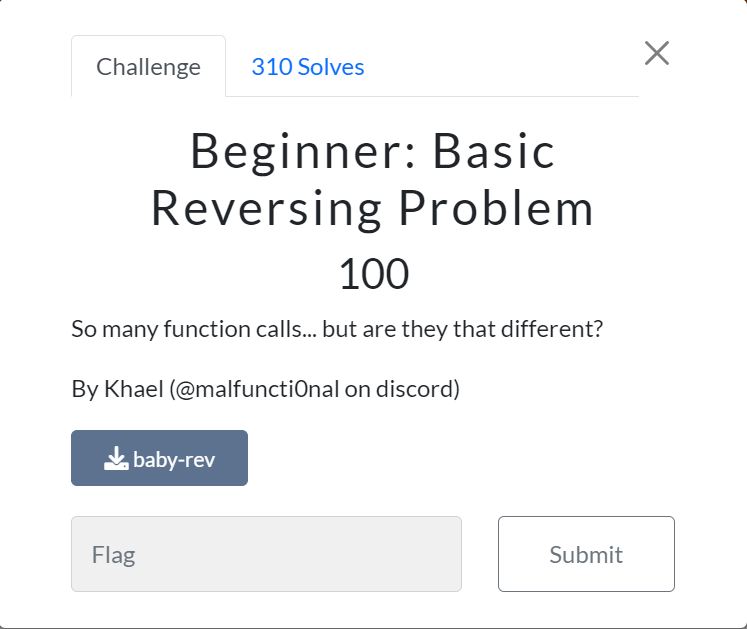 Challenge
310 Solves
Beginner: Basic
Reversing Problem
100
So many function calls... but are they that different?
By Khael (@malfuncti0nal on discord)
baby-rev
Flag
Submit